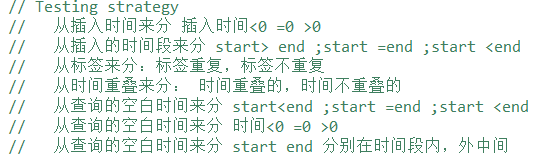 // Testing strategy
// 从插入时间来分 插入时间<0 =0 >0
// 从插入的时间段来分 start> end ;start =end ;start <end
// 从标签来分: 标签重复, 标签不重复
// 从时间重叠来分: 时间重叠的, 时间不重叠的
// 从查询的空白时间来分 start<end ;start =end ;start <end
// 从查询的空白时间来分 时间<0 =0 >0
// 从查询的空白时间来分 start end 分别在时间段内, 外中间